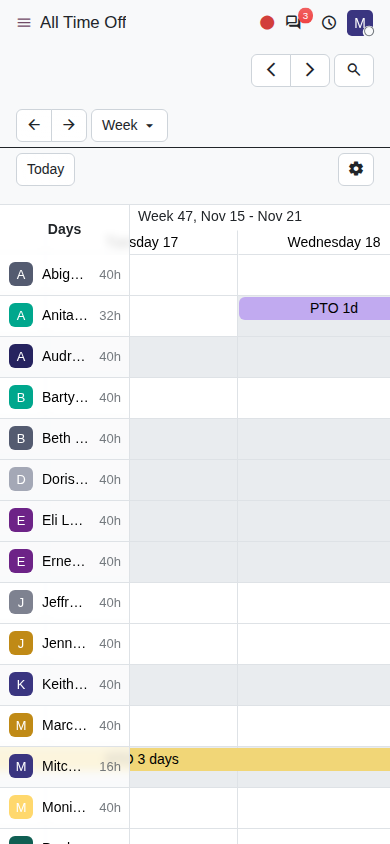 All Time Off
3
M
Week
Today
Days
Week 47, Nov 15 - Nov 21
sday 17
Wednesday 18
A Abig... 40h
A Anita... 32h
PTO 1d
A Audr... 40h
B Barty... 40h
B Beth ... 40h
D Doris... 40h
E Eli L... 40h
E Erne... 40h
J Jeffr... 40h
J Jenn... 40h
K Keith... 40h
M Marc... 40h
M Mitc... 16h
3 days
M Moni... 40h